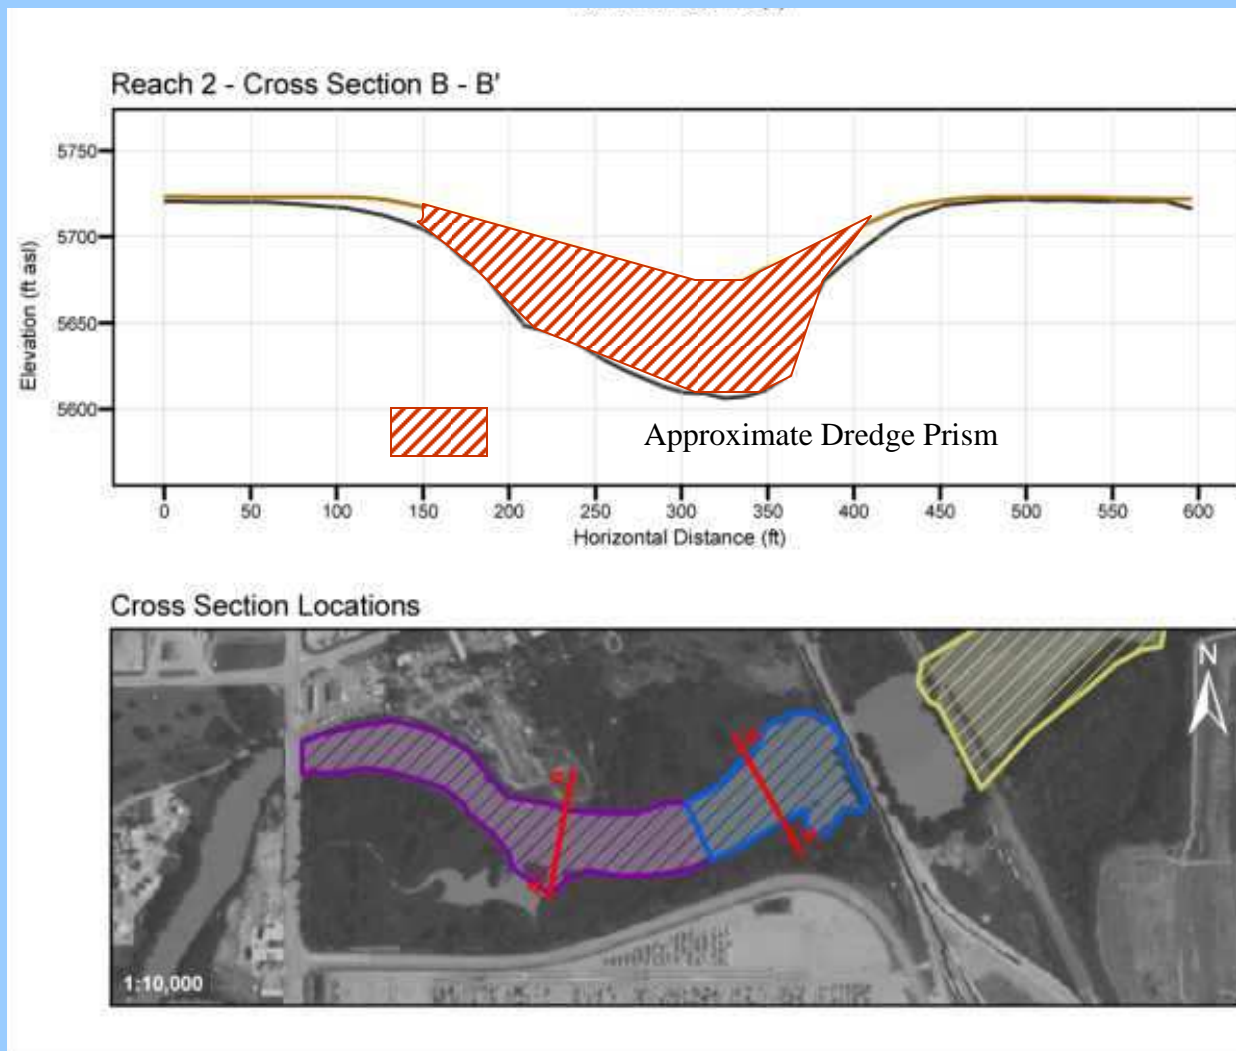 Reach 2 - Cross Section B - B'
5750
5700
5650
5600
Elevation (ft asl)
Approximate Dredge Prism
0 50 100 150 200 250 300 350 400 450 500 550 600
Horizontal Distance (ft)
Cross Section Locations
N
1:10,000